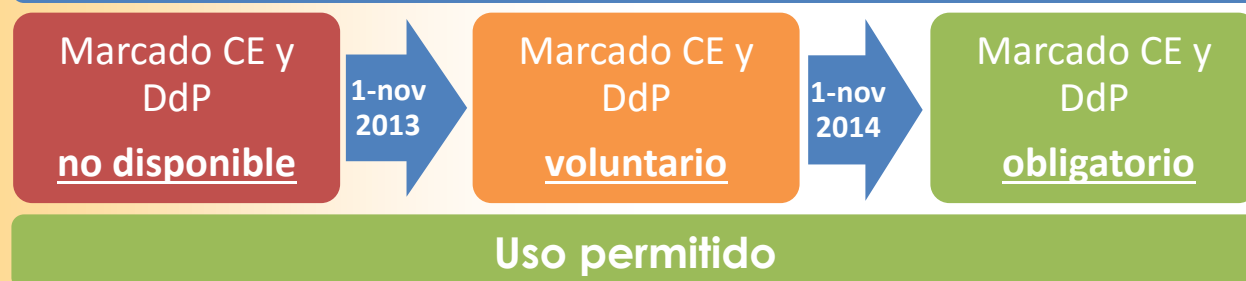 Marcado CE y
DdP
no disponible
1-nov
2013
Marcado CE y
DdP
voluntario
1-nov
2014
Marcado CE y
DdP
obligatorio
Uso permitido